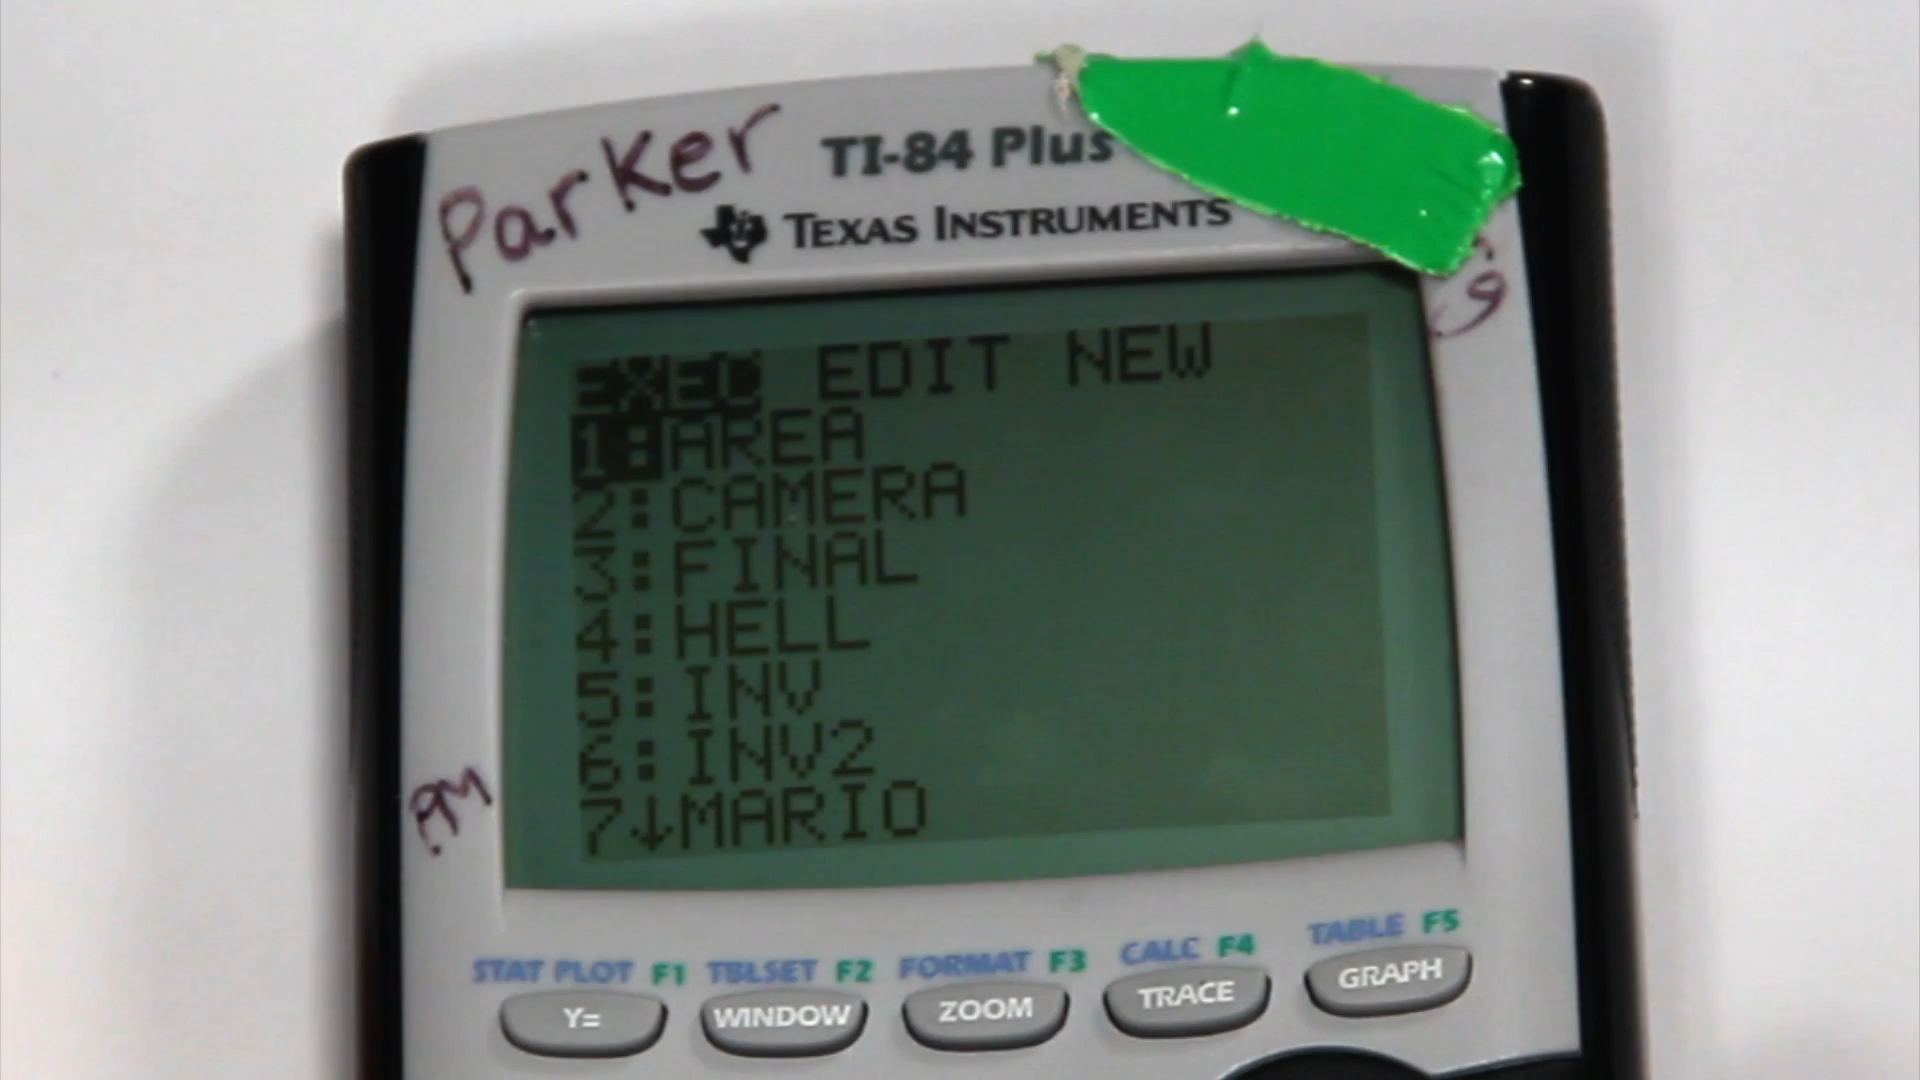 Parker
TI-84 Plus
TEXAS INSTRUMENTS
EXEC EDIT NEW
1:AREA
2:CAMERA
3:FINAL
4:HELL
5:INV
6:INV2
7↓MARIO
STAT PLOT F1 TBLSET F2 FORMAT F3 CALC F4 TABLE F5
Y= WINDOW ZOOM TRACE GRAPH